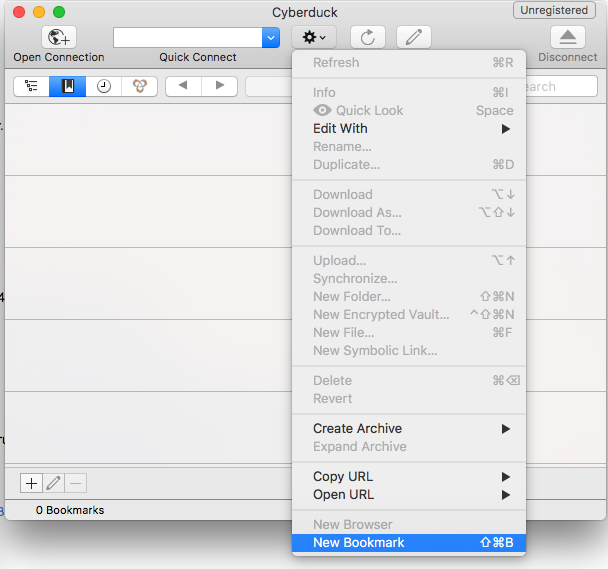 Cyberduck
Unregistered
Open Connection
Quick Connect
Disconnect
earch
Refresh ⌘R
Info ⌘I
Quick Look Space
Edit With
Rename...
Duplicate... ⌘D
Download ⌥↓
Download As... ⌥⇧↓
Download To...
Upload... ⌥↑
Synchronize...
New Folder... ⇧⌘N
New Encrypted Vault... ^⇧⌘N
New File... ⌘F
New Symbolic Link...
Delete ⌘⌫
Revert
Create Archive
Expand Archive
Copy URL
Open URL
New Browser
New Bookmark ⇧⌘B
0 Bookmarks